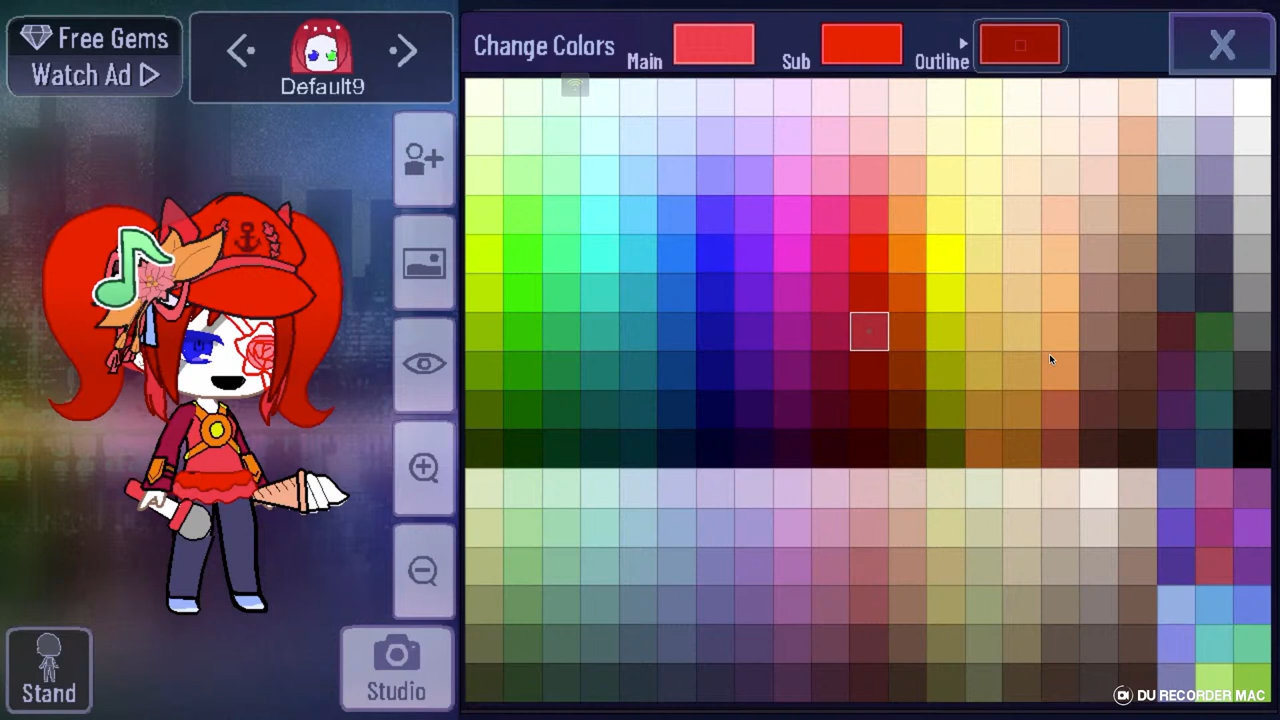 Free Gems
Watch Ad
Default9
Change Colors
Main
Sub
Outline
X
Stand
Studio
DU RECORDER MAC